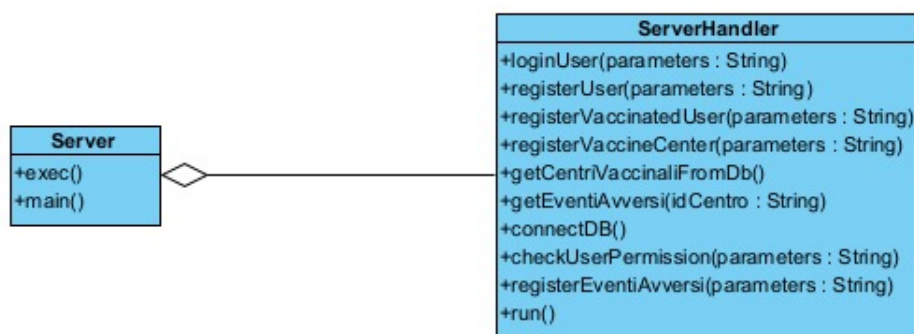 Server
+exec()
+main()
ServerHandler
+loginUser(parameters : String)
+registerUser(parameters : String)
+registerVaccinatedUser(parameters : String)
+registerVaccineCenter(parameters : String)
+getCentriVaccinaliFromDb()
+getEventiAvversi(idCentro : String)
+connectDB()
+checkUserPermission(parameters : String)
+registerEventiAvversi(parameters : String)
+run()